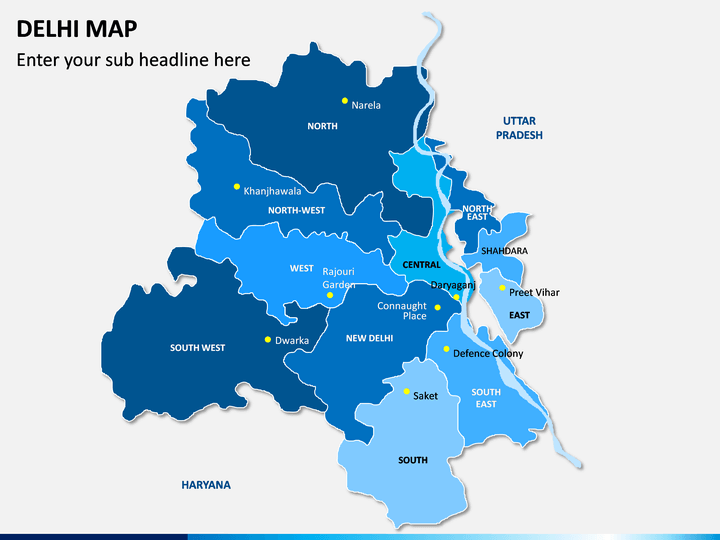 DELHI MAP
Enter your sub headline here
Narela
NORTH
UTTAR
PRADESH
Khanjhawala
NORTH-WEST
NORTH
EAST
SHAHDARA
WEST
Rajouri
Garden
CENTRAL
Daryaganj
Preet Vihar
Connaught
Place
EAST
Dwarka
NEW DELHI
SOUTH WEST
Defence Colony
Saket
SOUTH
EAST
SOUTH
HARYANA